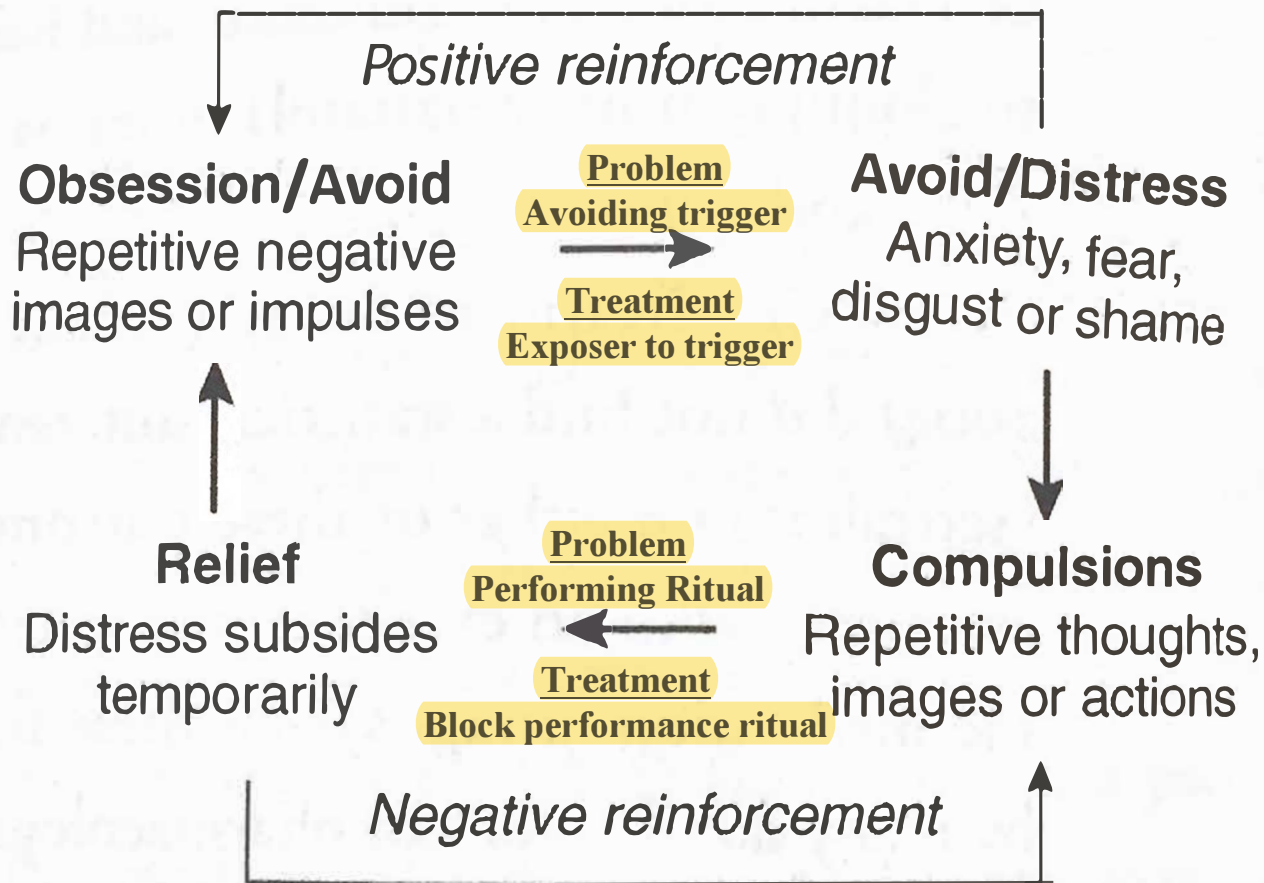 Positive reinforcement
Obsession/Avoid
Repetitive negative
images or impulses
Problem
Avoiding trigger
Treatment
Exposer to trigger
Avoid/Distress
Anxiety, fear,
disgust or shame
Relief
Distress subsides
temporarily
Problem
Performing Ritual
Treatment
Block performance ritual
Compulsions
Repetitive thoughts,
images or actions
Negative reinforcement